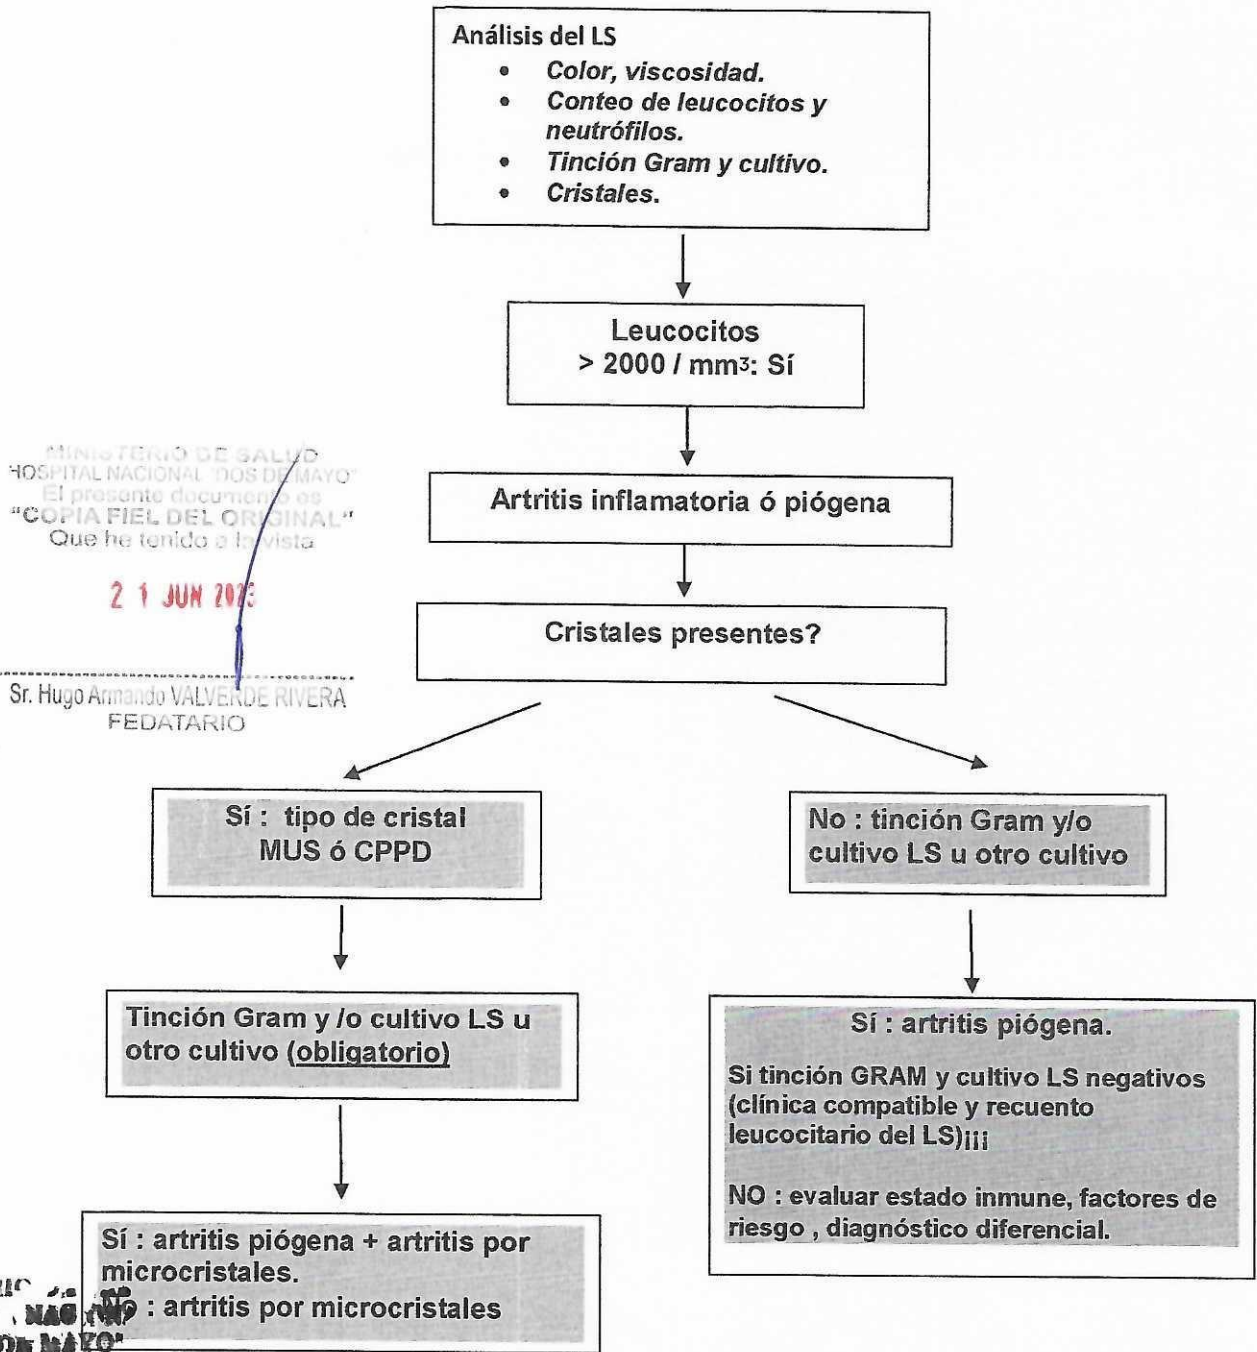 Análisis del LS
• Color, viscosidad.
• Conteo de leucocitos y
neutrófilos.
• Tinción Gram y cultivo.
• Cristales.
Leucocitos
> 2000 / mm³: Sí
MINISTERIO DE SALUD
HOSPITAL NACIONAL "DOS DE MAYO"
El presente documento es
"COPIA FIEL DEL ORIGINAL"
Que he tenido a la vista
Artritis inflamatoria ó piógena
21 JUN 2023
Cristales presentes?
Sr. Hugo Armando VALVERDE RIVERA
FEDATARIO
Sí : tipo de cristal
MUS ó CPPD
No : tinción Gram y/o
cultivo LS u otro cultivo
Tinción Gram y /o cultivo LS u
otro cultivo (obligatorio)
Sí : artritis piógena.
Si tinción GRAM y cultivo LS negativos
(clínica compatible y recuento
leucocitario del LS)¡¡¡
NO : evaluar estado inmune, factores de
riesgo , diagnóstico diferencial.
Sí : artritis piógena + artritis por
microcristales.
No : artritis por microcristales
MAYO"